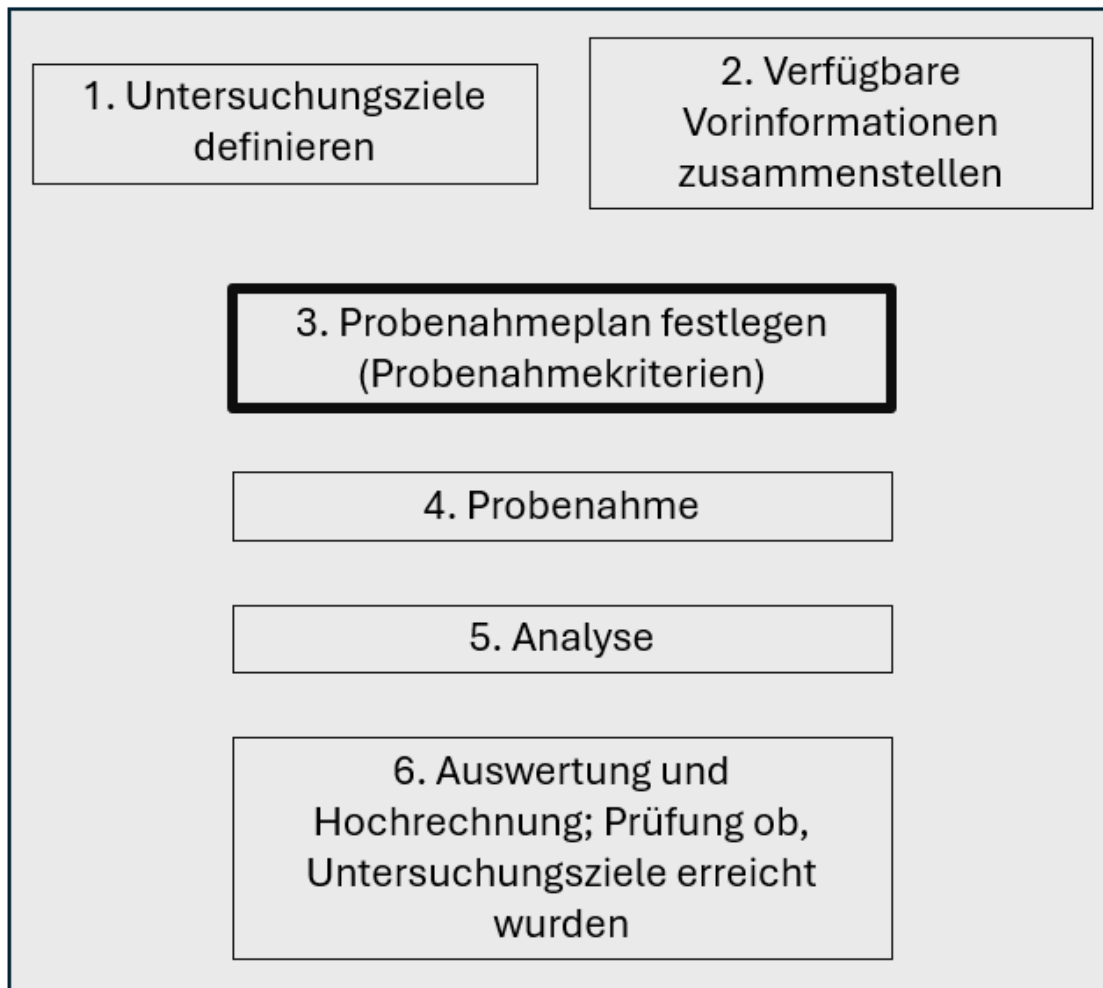 1. Untersuchungsziele
definieren
2. Verfügbare
Vorinformationen
zusammenstellen
3. Probenahmeplan festlegen
(Probenahmekriterien)
4. Probenahme
5. Analyse
6. Auswertung und
Hochrechnung; Prüfung ob,
Untersuchungsziele erreicht
wurden